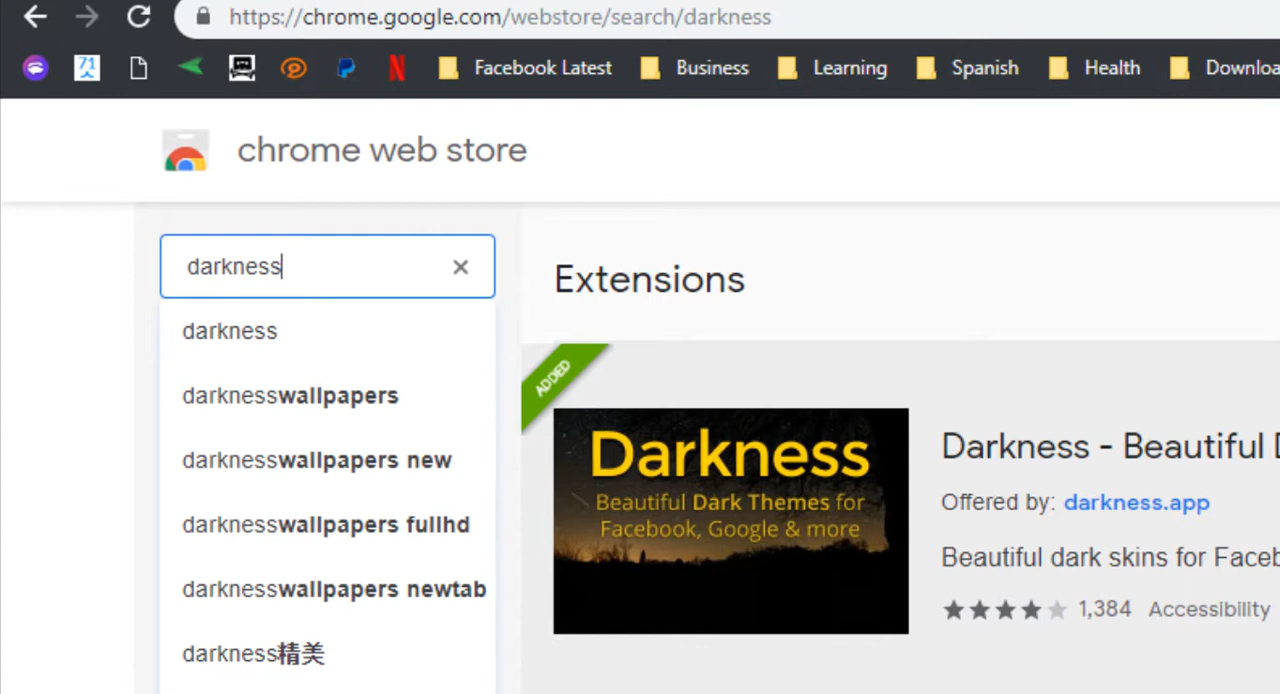 https://chrome.google.com/webstore/search/darkness
71
Facebook Latest
Business
Learning
Spanish
Health
Downloa
chrome web store
darkness
darkness
darknesswallpapers
darknesswallpapers new
darknesswallpapers fullhd
darknesswallpapers newtab
darkness精美
Extensions
ADDED
Darkness
Beautiful Dark Themes for
Facebook, Google & more
Darkness - Beautiful D
Offered by: darkness.app
Beautiful dark skins for Faceb
1,384 Accessibility